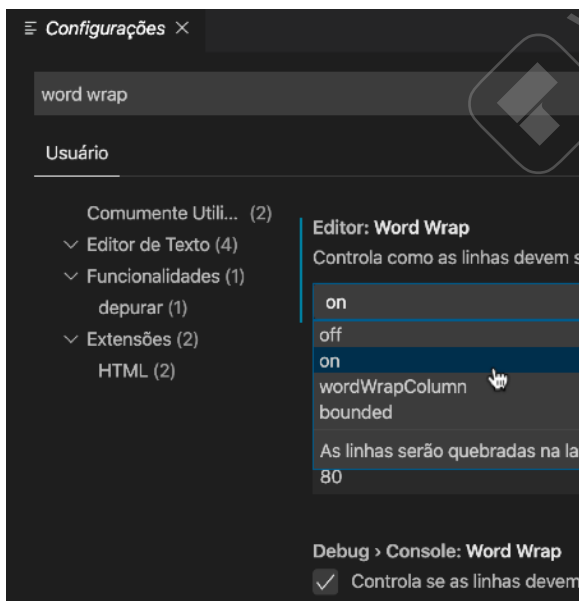 Configurações
word wrap
Usuário
Comumente Utili... (2)
Editor de Texto (4)
Funcionalidades (1)
depurar (1)
Extensões (2)
HTML (2)
Editor: Word Wrap
Controla como as linhas devem s
on
off
on
wordWrapColumn
bounded
As linhas serão quebradas na la
80
Debug › Console: Word Wrap
Controla se as linhas devem